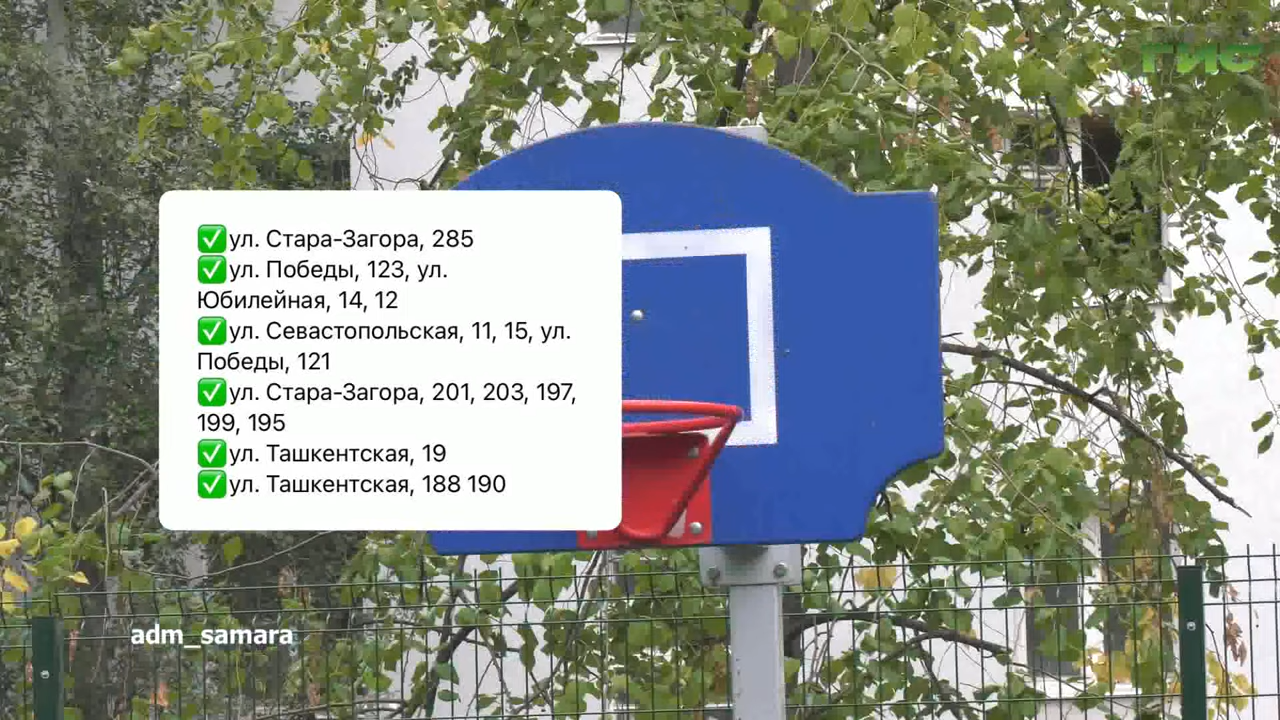 ГИС
✅ул. Стара-Загора, 285
✅ул. Победы, 123, ул.
Юбилейная, 14, 12
✅ул. Севастопольская, 11, 15, ул.
Победы, 121
✅ул. Стара-Загора, 201, 203, 197,
199, 195
✅ул. Ташкентская, 19
✅ул. Ташкентская, 188 190
adm_samara